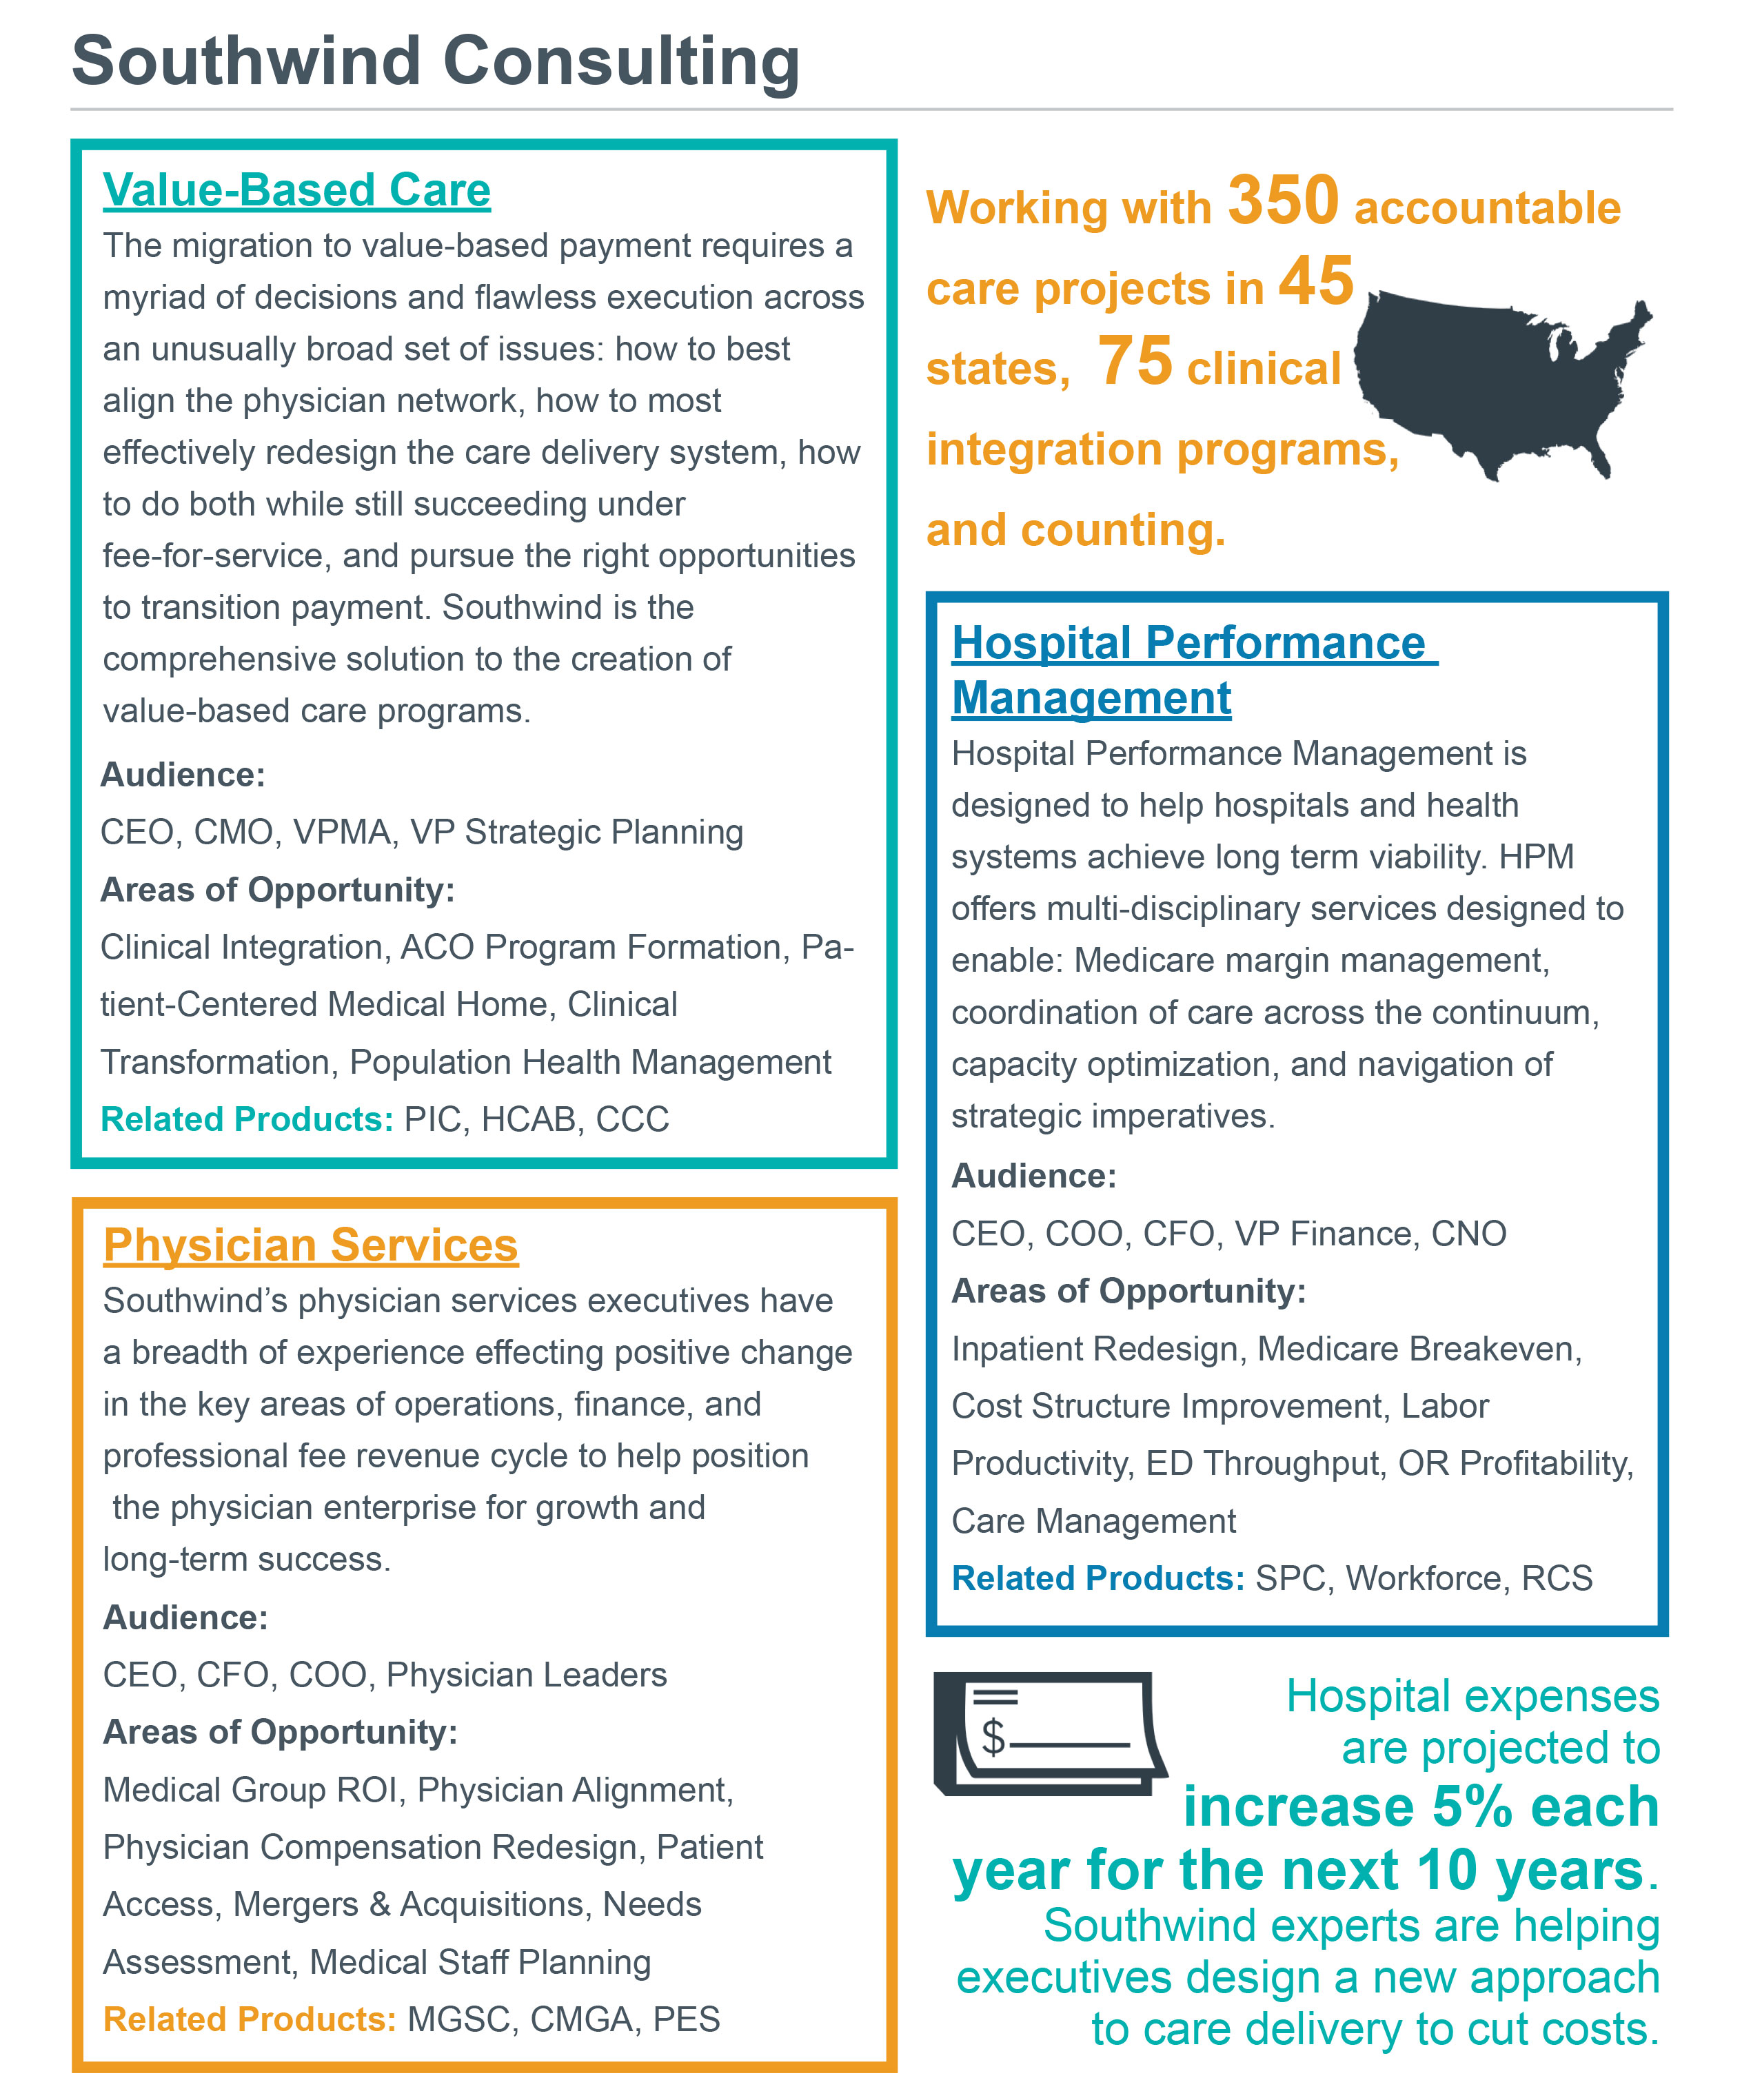 Southwind Consulting
Value-Based Care
The migration to value-based payment requires a
myriad of decisions and flawless execution across
an unusually broad set of issues: how to best
align the physician network, how to most
effectively redesign the care delivery system, how
to do both while still succeeding under
fee-for-service, and pursue the right opportunities
to transition payment. Southwind is the
comprehensive solution to the creation of
value-based care programs.
Audience:
CEO, CMO, VPMA, VP Strategic Planning
Areas of Opportunity:
Clinical Integration, ACO Program Formation, Pa-
tient-Centered Medical Home, Clinical
Transformation, Population Health Management
Related Products: PIC, HCAB, CCC
Physician Services
Southwind’s physician services executives have
a breadth of experience effecting positive change
in the key areas of operations, finance, and
professional fee revenue cycle to help position
the physician enterprise for growth and
long-term success.
Audience:
CEO, CFO, COO, Physician Leaders
Areas of Opportunity:
Medical Group ROI, Physician Alignment,
Physician Compensation Redesign, Patient
Access, Mergers & Acquisitions, Needs
Assessment, Medical Staff Planning
Related Products: MGSC, CMGA, PES
Working with 350 accountable
care projects in 45
states, 75 clinical
integration programs,
and counting.
Hospital Performance
Management
Hospital Performance Management is
designed to help hospitals and health
systems achieve long term viability. HPM
offers multi-disciplinary services designed to
enable: Medicare margin management,
coordination of care across the continuum,
capacity optimization, and navigation of
strategic imperatives.
Audience:
CEO, COO, CFO, VP Finance, CNO
Areas of Opportunity:
Inpatient Redesign, Medicare Breakeven,
Cost Structure Improvement, Labor
Productivity, ED Throughput, OR Profitability,
Care Management
Related Products: SPC, Workforce, RCS
$
Hospital expenses
are projected to
increase 5% each
year for the next 10 years.
Southwind experts are helping
executives design a new approach
to care delivery to cut costs.